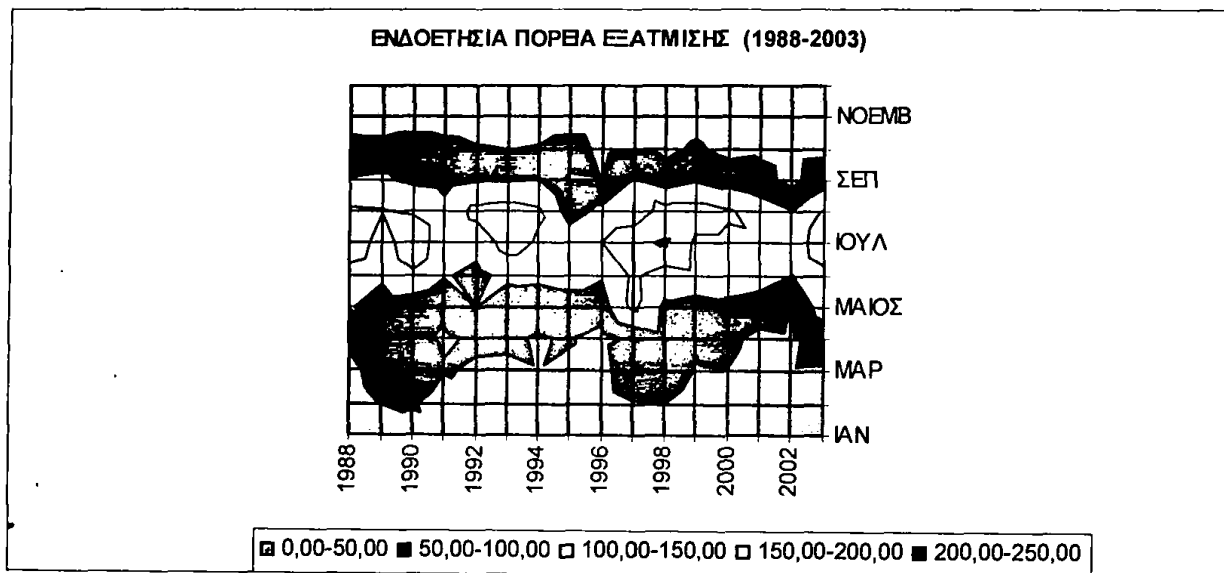 ΕΝΔΟΕΤΗΣΙΑ ΠΟΡΕΙΑ ΕΞΑΤΜΙΣΗΣ (1988-2003)
ΝΟΕΜΒ
ΣΕΠ
ΙΟΥΛ
ΜΑΙΟΣ
ΜΑΡ
ΙΑΝ
1988 1990 1992 1994 1996 1998 2000 2002
0,00-50,00 50,00-100,00 100,00-150,00 150,00-200,00 200,00-250,00